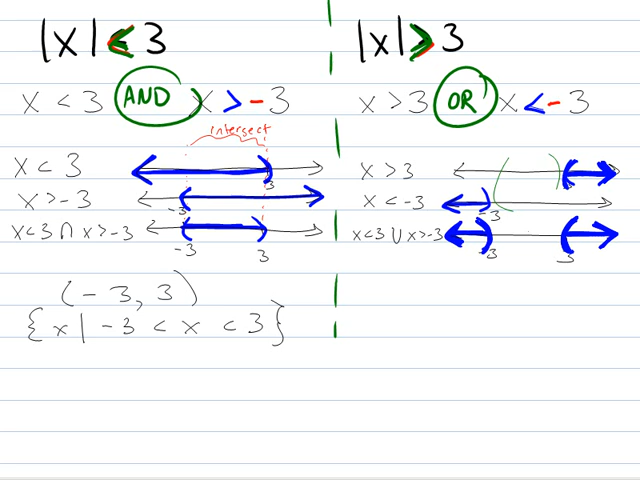 |x| < 3
x < 3 AND x > -3
intersect
x < 3
3
x > -3
-3
x<3 ∩ x>-3
-3 3
(-3, 3)
{x| -3 < x < 3}
|x| > 3
x > 3 OR x < -3
x > 3
x < -3
-3
x<3 ∪ x>-3
-3 3